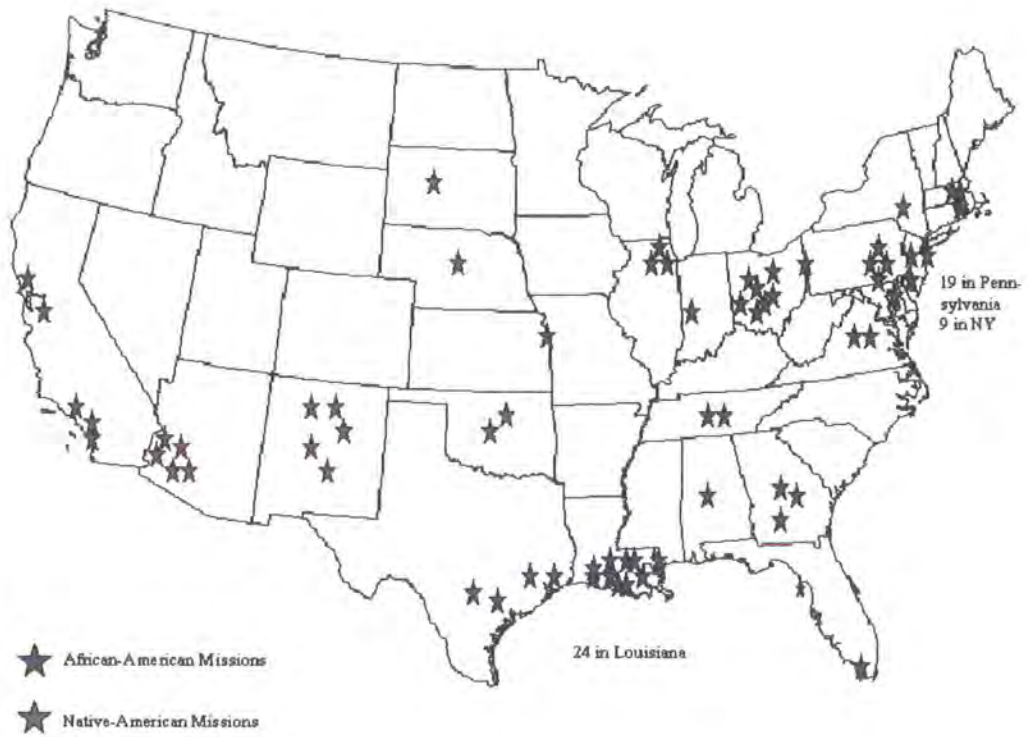 19 in Penn-
sylvania
9 in NY
24 in Louisiana
African-American Missions
Native-American Missions